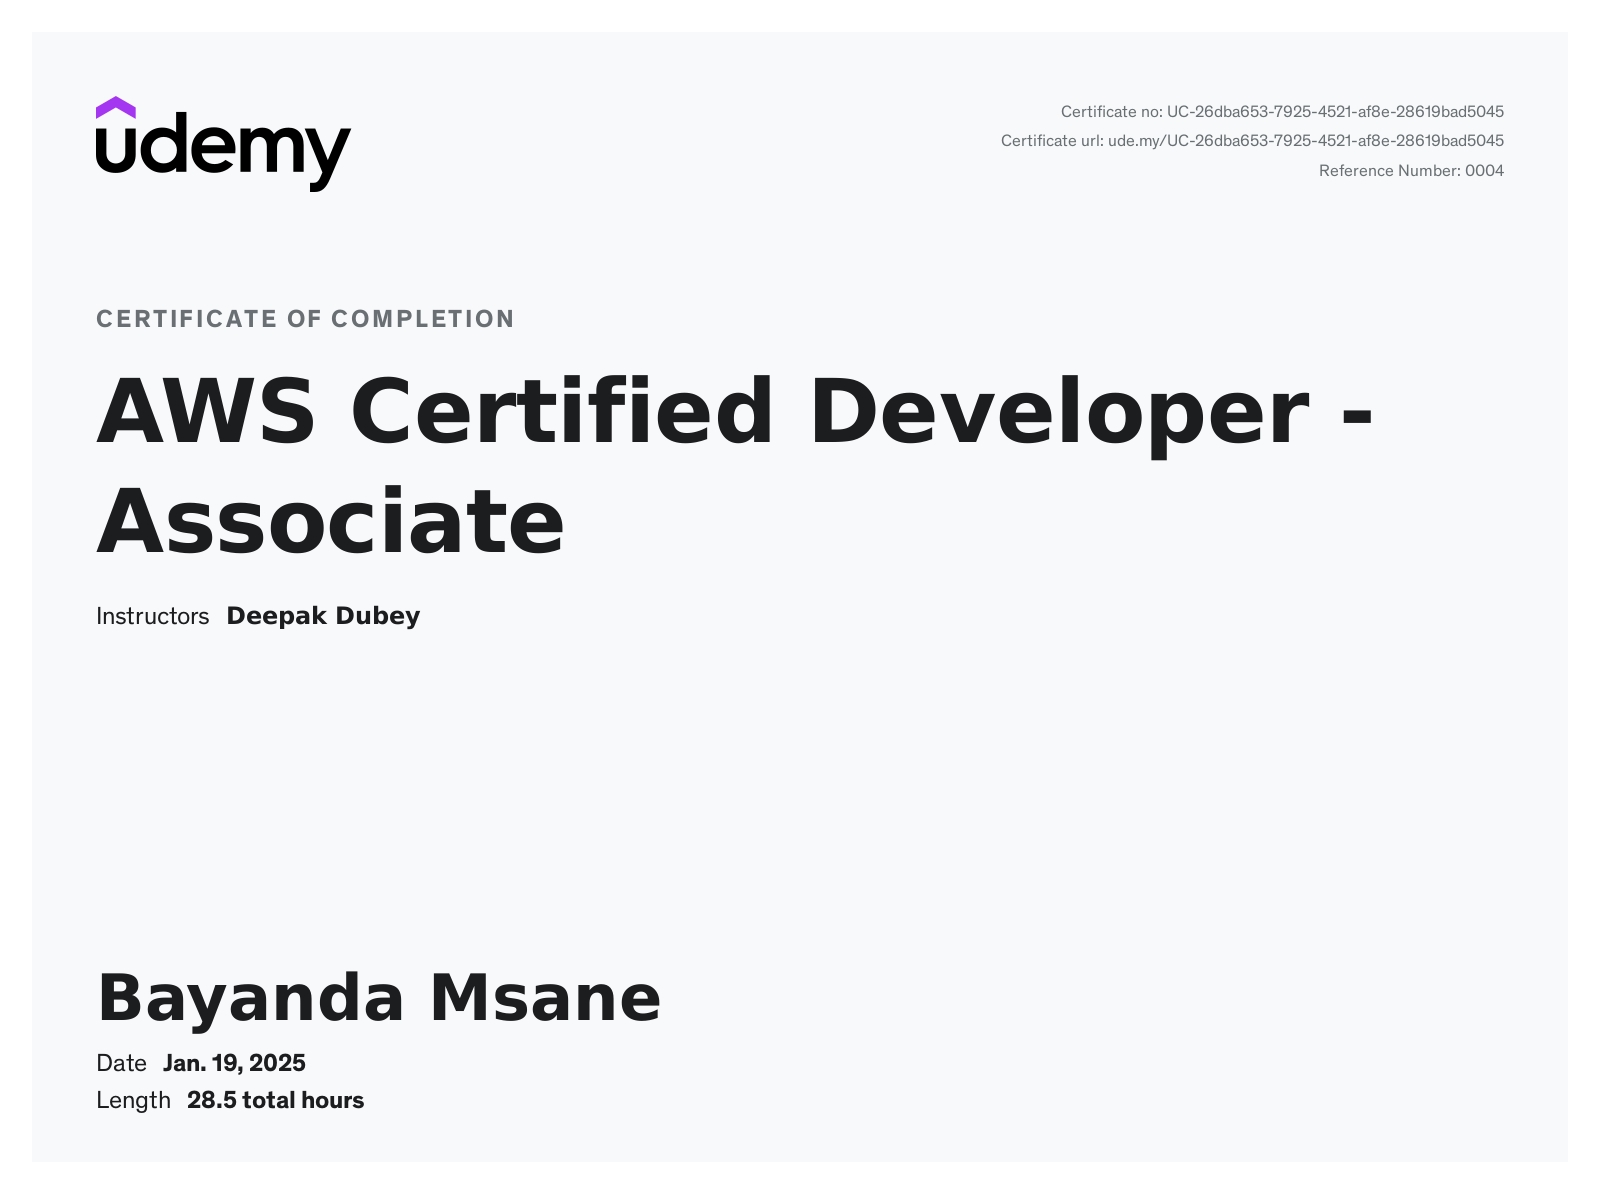 udemy
Certificate no: UC-26dba653-7925-4521-af8e-28619bad5045
Certificate url: ude.my/UC-26dba653-7925-4521-af8e-28619bad5045
Reference Number: 0004
CERTIFICATE OF COMPLETION
AWS Certified Developer -
Associate
Instructors Deepak Dubey
Bayanda Msane
Date Jan. 19, 2025
Length 28.5 total hours